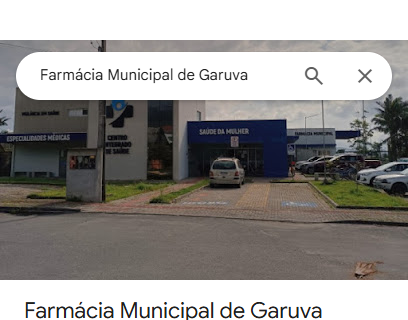 Farmácia Municipal de Garuva
ESPECIALIDADES MÉDICAS
CENTRO
INTEGRADO
DE SAÚDE
SAÚDE DA MULHER
FARMÁCIA MUNICIPAL
Farmácia Municipal de Garuva